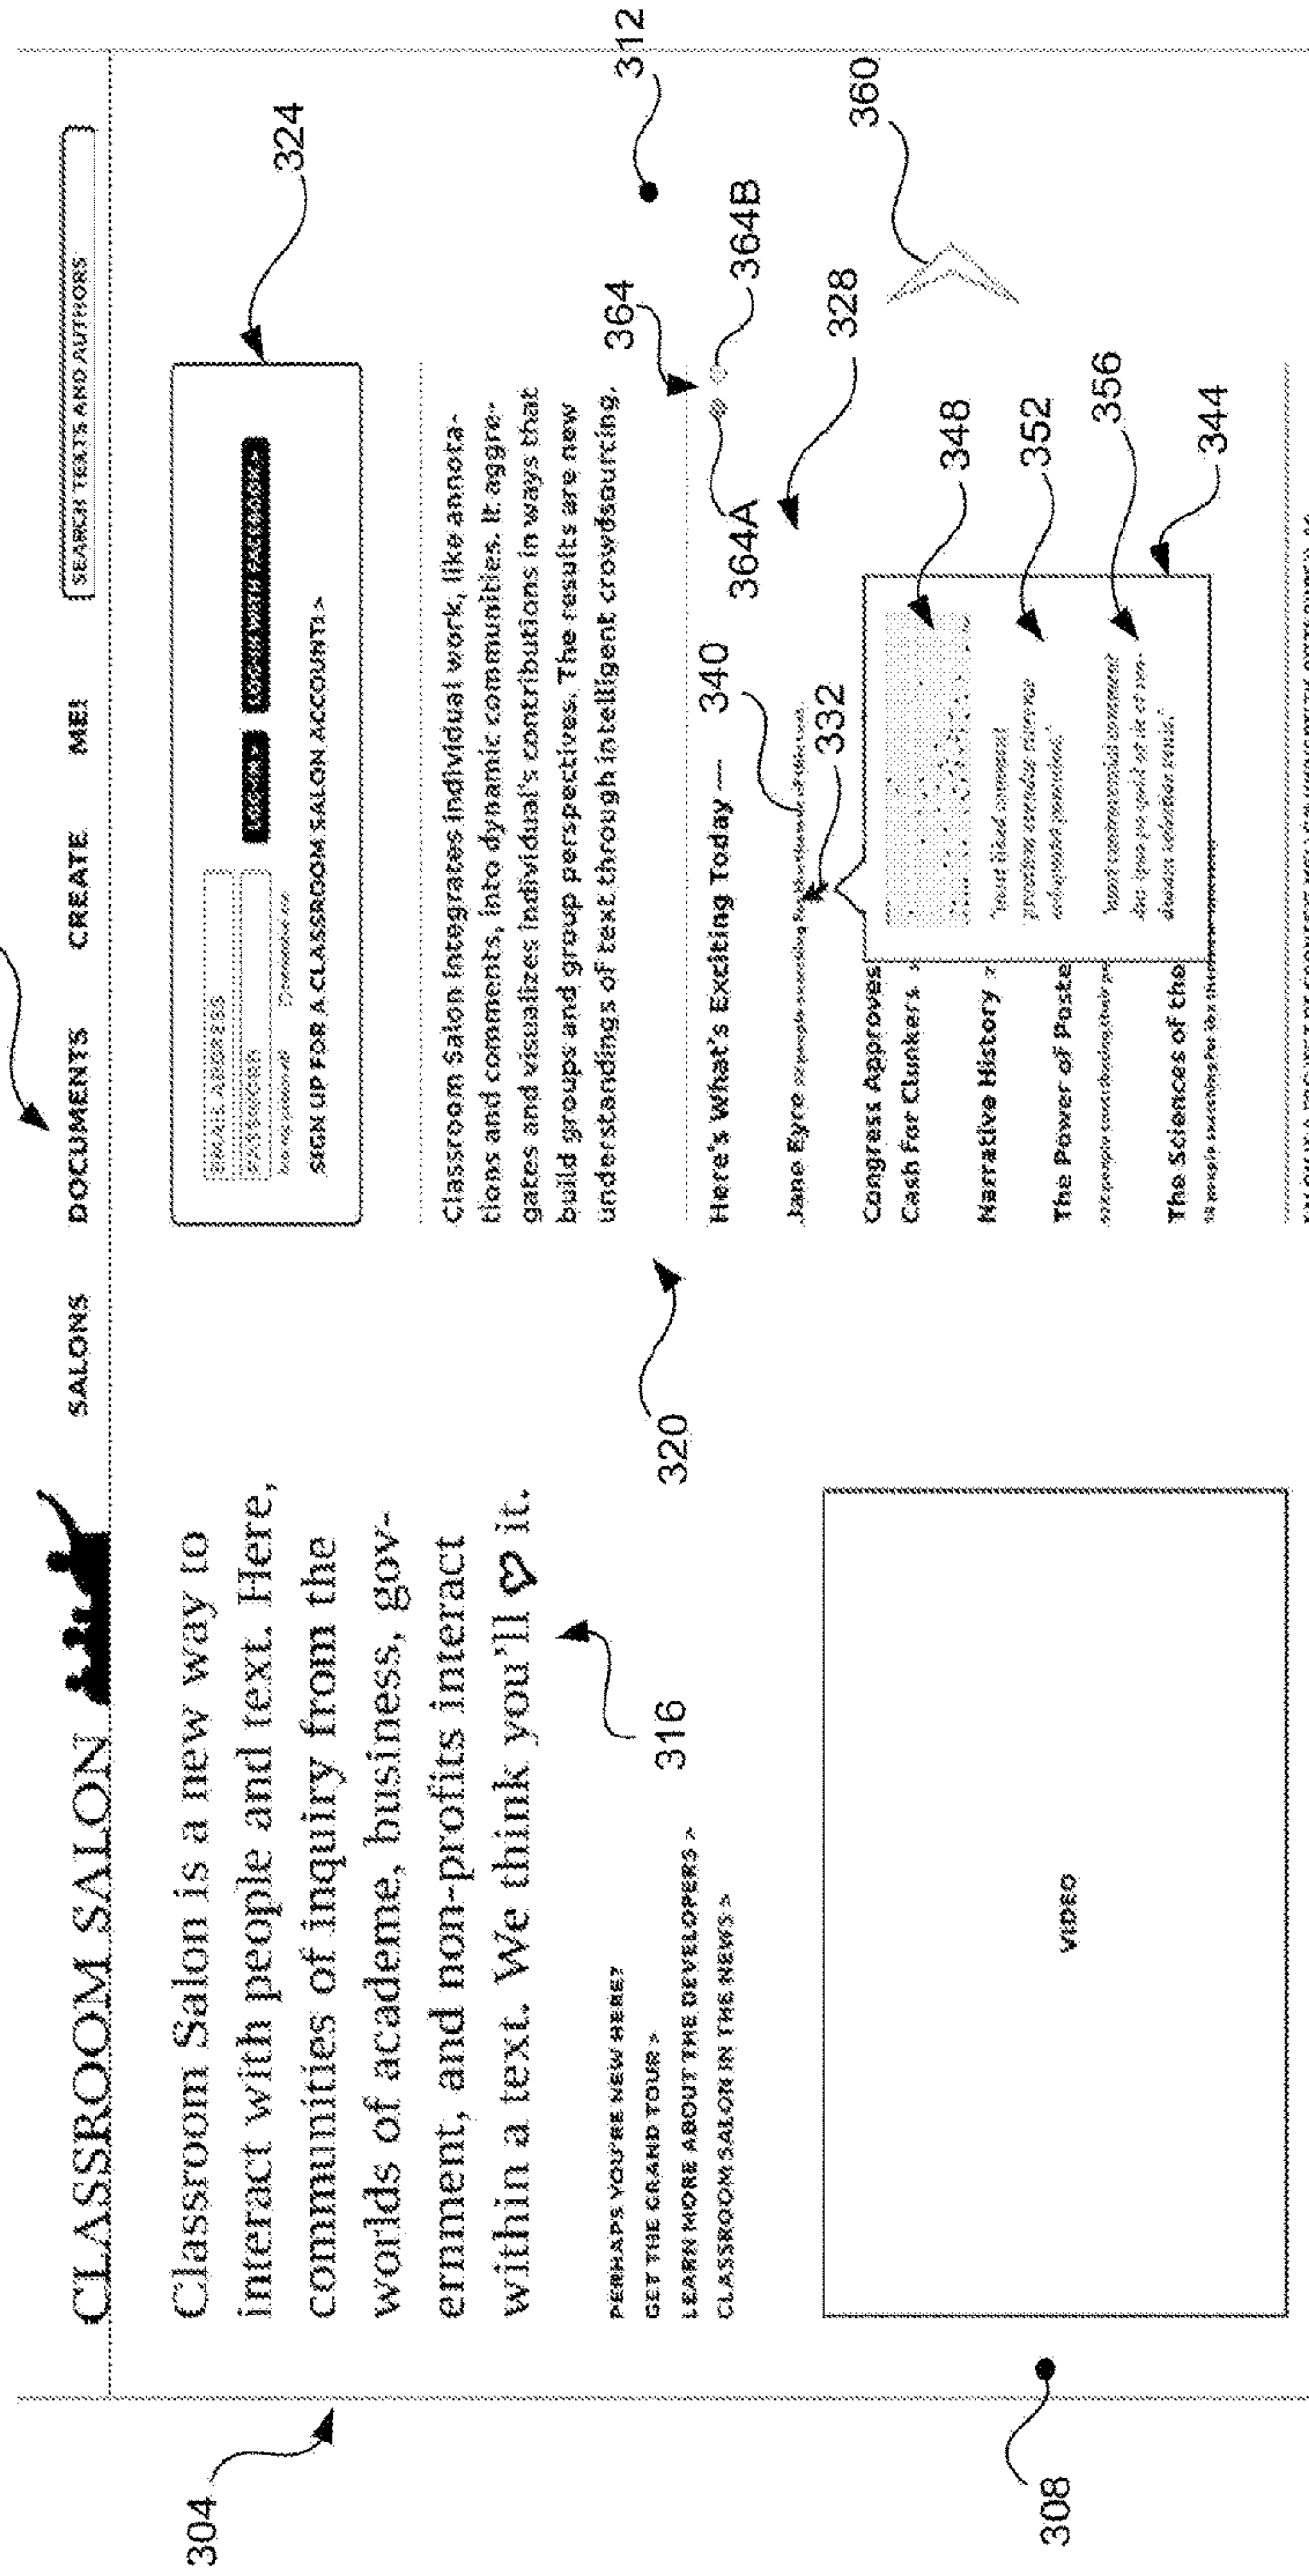 CLASSROOM SALON
SALONS
DOCUMENTS
CREATE
ME!
SEARCH TEXTS AND AUTHORS
304
Classroom Salon is a new way to
interact with people and text. Here,
communities of inquiry from the
worlds of academe, business, gov-
ernment, and non-profits interact
within a text. We think you'll ♡ it.
316
PERHAPS YOU'RE NEW HERE?
GET THE GRAND TOUR >
LEARN MORE ABOUT THE DEVELOPERS >
CLASSROOM SALON IN THE NEWS >
VIDEO
308
EMAIL ADDRESS
PASSWORD
SIGN UP FOR A CLASSROOM SALON ACCOUNT! >
324
Classroom Salon integrates individual work, like annota-
tions and comments, into dynamic communities. It aggre-
gates and visualizes individual's contributions in ways that
build groups and group perspectives. The results are new
understandings of text through intelligent crowdsourcing.
320
312
Here's What's Exciting Today —
364
364A
364B
328
340
332
Jane Eyre
Congress Approves
Cash for Clunkers >
Narrative History >
The Power of Paste
The Sciences of the
348
"most liked comment
352
"most controversial comment
356
344
360